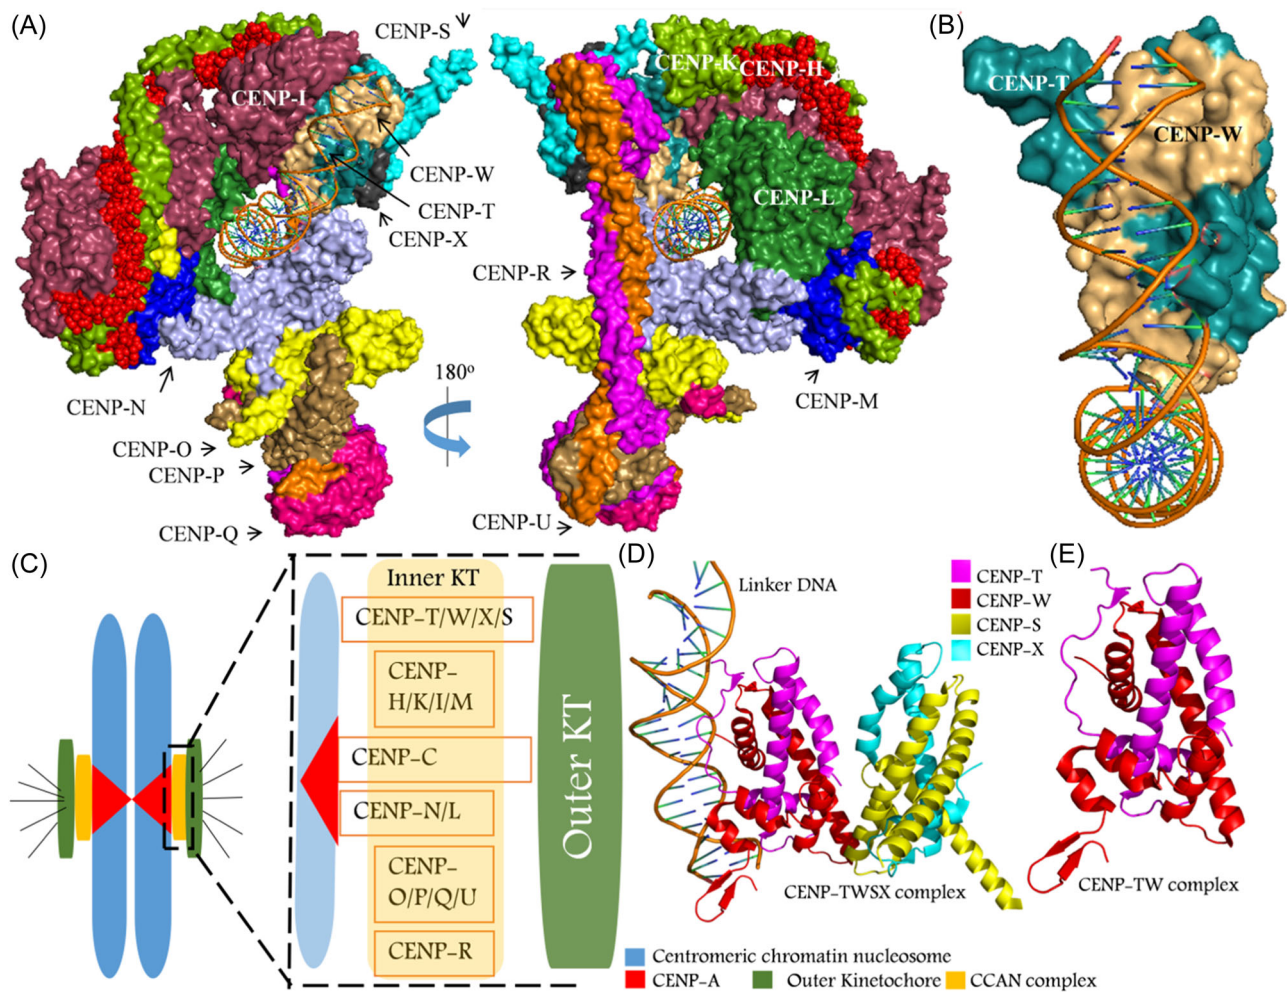 (A)
CENP-S
CENP-I
CENP-W
CENP-T
CENP-X
CENP-N
CENP-O
CENP-P
CENP-Q
180o
CENP-K
CENP-H
CENP-L
CENP-R
CENP-M
CENP-U
(B)
CENP-T
CENP-W
(C)
Inner KT
CENP-T/W/X/S
CENP-
H/K/I/M
CENP-C
CENP-N/L
CENP-
O/P/Q/U
CENP-R
Outer KT
(D)
Linker DNA
CENP-T
CENP-W
CENP-S
CENP-X
CENP-TWSX complex
(E)
CENP-TW complex
Centromeric chromatin nucleosome
CENP-A
Outer Kinetochore
CCAN complex